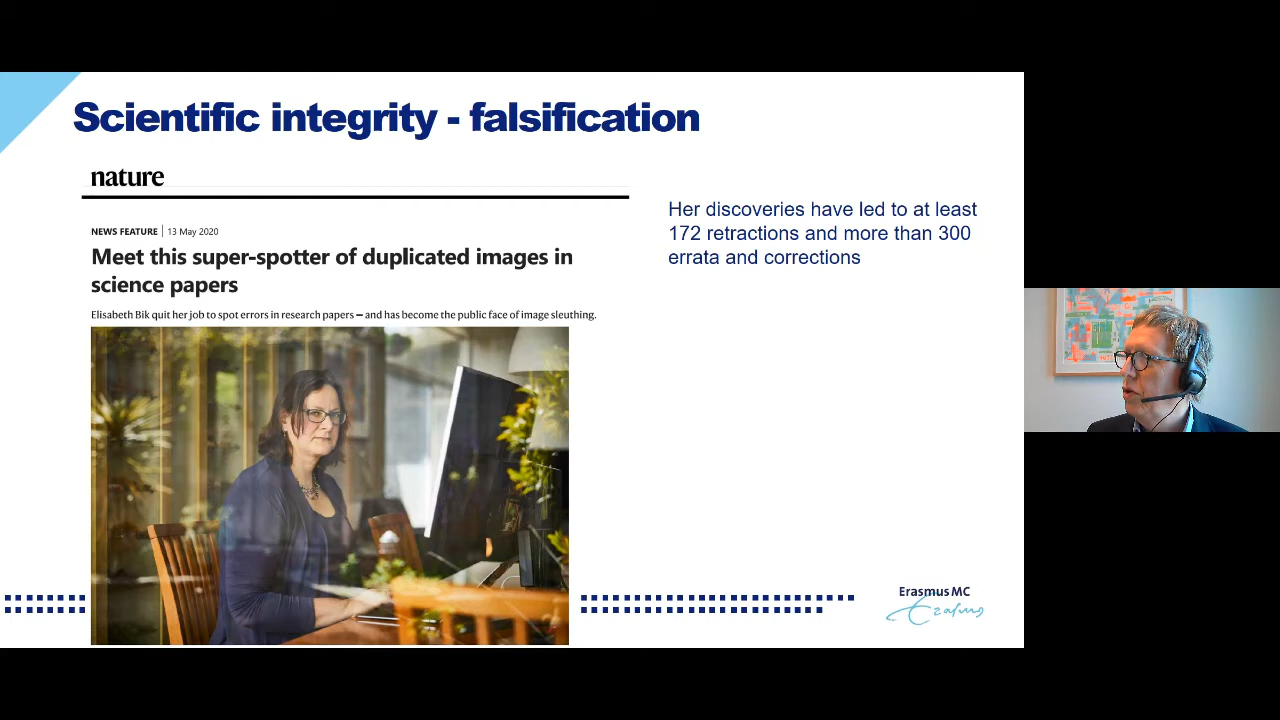 Scientific integrity - falsification
nature
NEWS FEATURE | 13 May 2020
Meet this super-spotter of duplicated images in
science papers
Elisabeth Bik quit her job to spot errors in research papers — and has become the public face of image sleuthing.
Her discoveries have led to at least
172 retractions and more than 300
errata and corrections
Erasmus MC
Erasmus